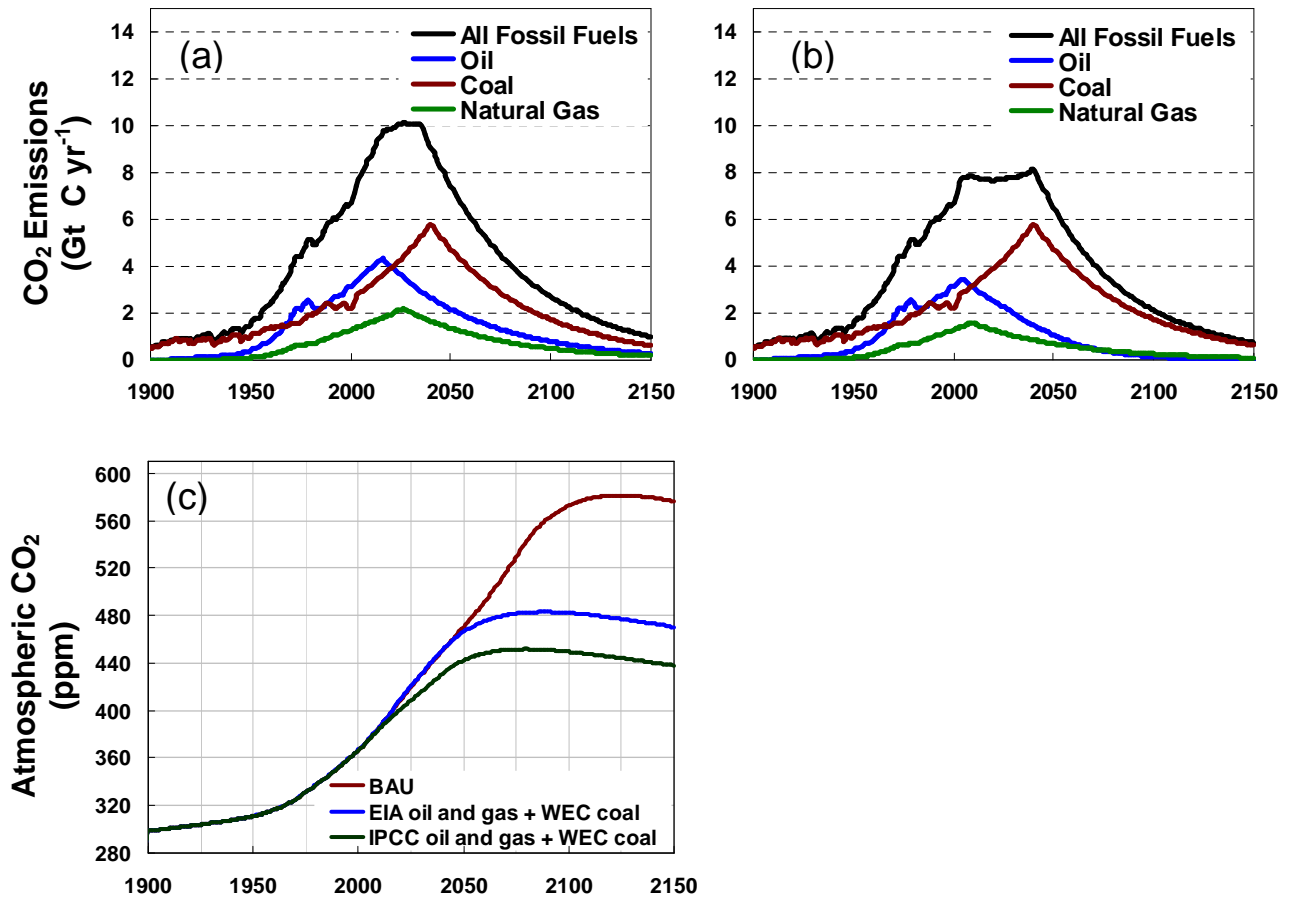 (a)
All Fossil Fuels
Oil
Coal
Natural Gas
CO2 Emissions
(Gt C yr-1)
14
12
10
8
6
4
2
0
1900 1950 2000 2050 2100 2150
(b)
All Fossil Fuels
Oil
Coal
Natural Gas
14
12
10
8
6
4
2
0
1900 1950 2000 2050 2100 2150
(c)
Atmospheric CO2
(ppm)
600
560
520
480
440
400
360
320
280
BAU
EIA oil and gas + WEC coal
IPCC oil and gas + WEC coal
1900 1950 2000 2050 2100 2150